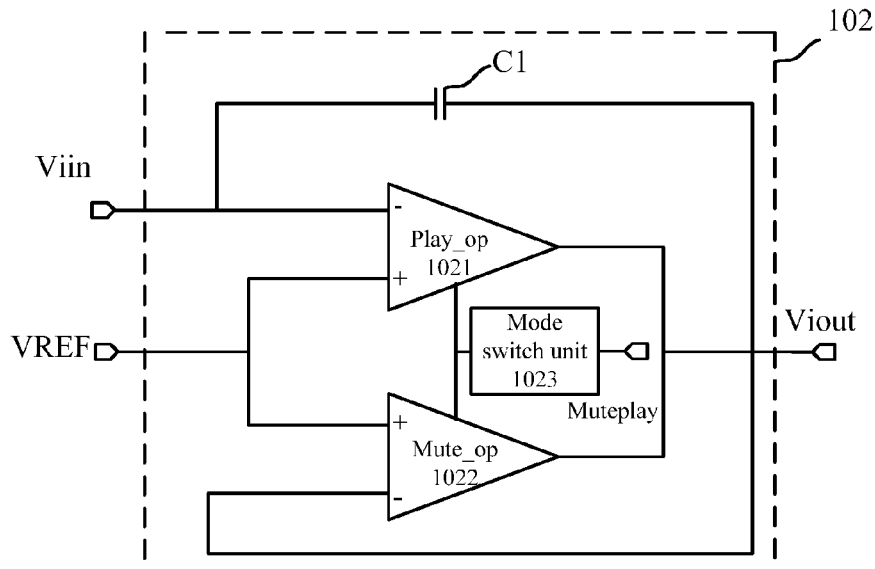 102
C1
Viin
-
Play_op
1021
+
VREF
Mode
switch unit
1023
Viout
Muteplay
+
Mute_op
1022
-